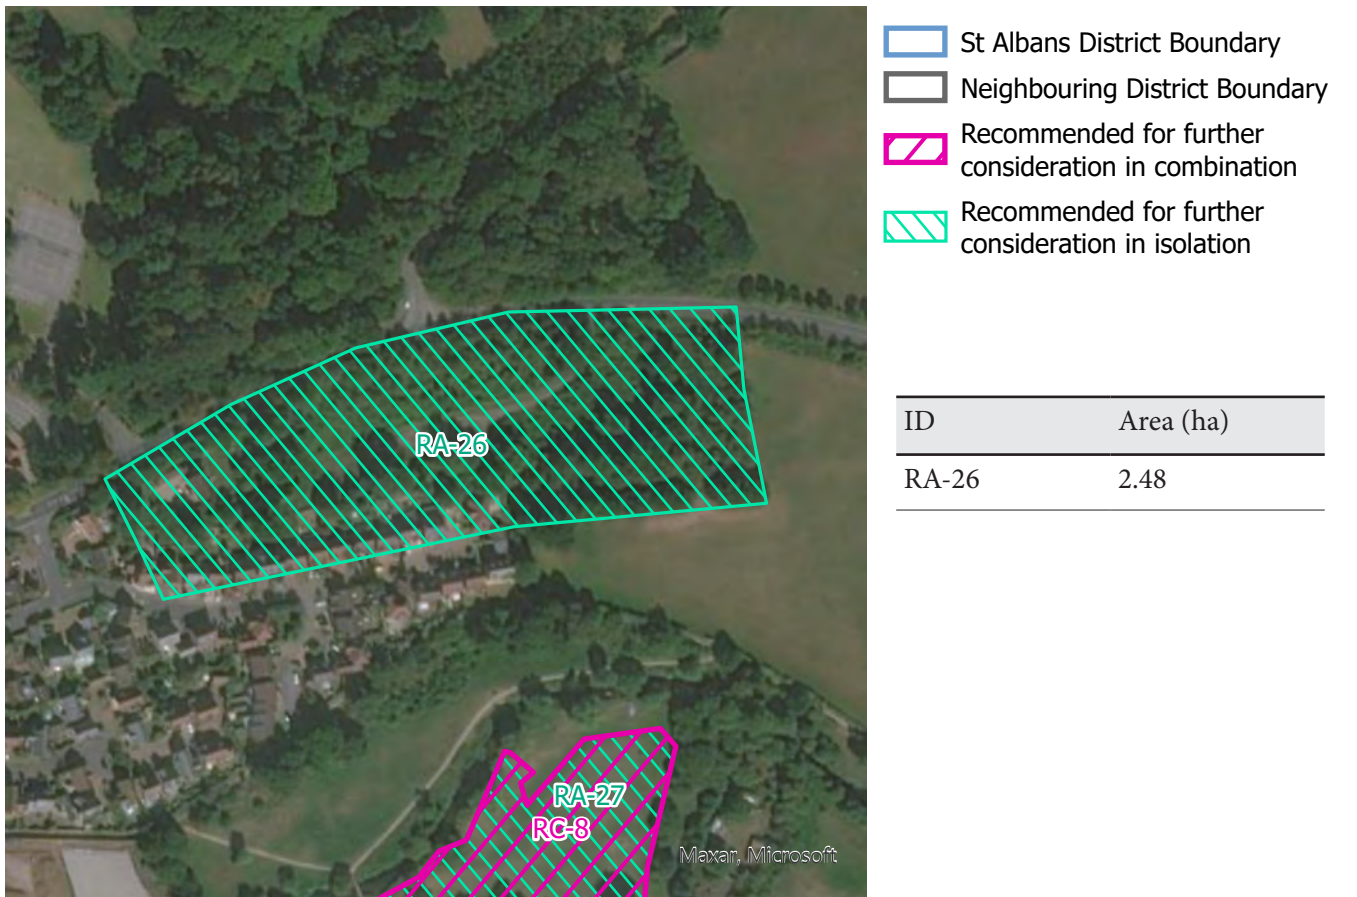 St Albans District Boundary
Neighbouring District Boundary
Recommended for further
consideration in combination
Recommended for further
consideration in isolation
ID Area (ha)
RA-26 2.48
RA-26
RA-27
RC-8
Maxar, Microsoft